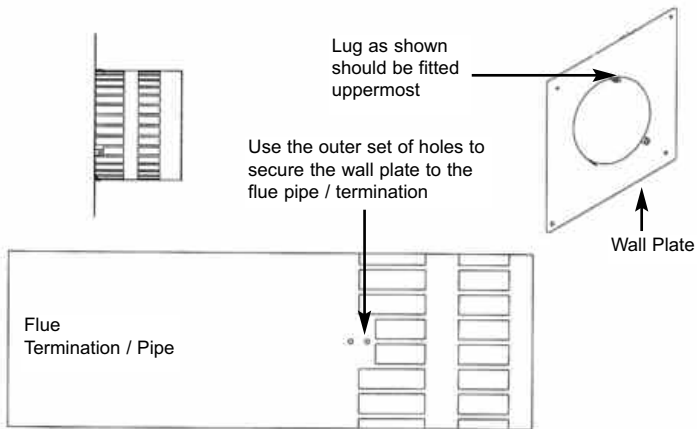 Lug as shown
should be fitted
uppermost
Use the outer set of holes to
secure the wall plate to the
flue pipe / termination
Wall Plate
Flue
Termination / Pipe